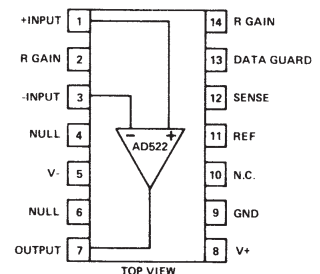 +INPUT 1 14 R GAIN
R GAIN 2 13 DATA GUARD
-INPUT 3 12 SENSE
NULL 4 - + 11 REF
AD522
V- 5 10 N.C.
NULL 6 9 GND
OUTPUT 7 8 V+
TOP VIEW